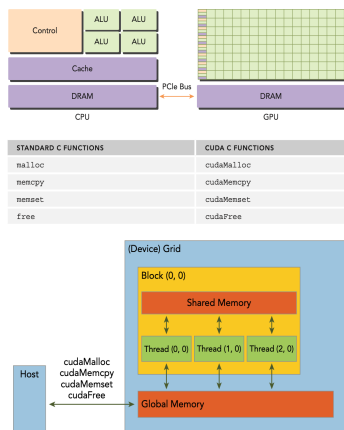 Control
ALU ALU
ALU ALU
Cache
DRAM
PCIe Bus
DRAM
CPU
GPU
STANDARD C FUNCTIONS CUDA C FUNCTIONS
malloc cudaMalloc
memcpy cudaMemcpy
memset cudaMemset
free cudaFree
(Device) Grid
Block (0, 0)
Shared Memory
Thread (0, 0) Thread (1, 0) Thread (2, 0)
cudaMalloc
cudaMemcpy
cudaMemset
cudaFree
Host
Global Memory